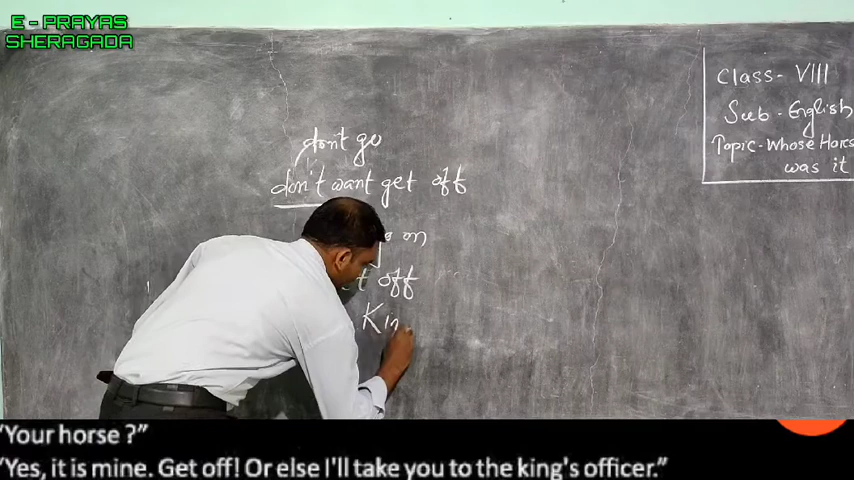 E - PRAYAS
SHERAGADA
Class- VIII
Sub - English
Topic- Whose Hors
was it
don't go
don't want get off
on
off
Kin
"Your horse ?"
"Yes, it is mine. Get off! Or else I'll take you to the king's officer."